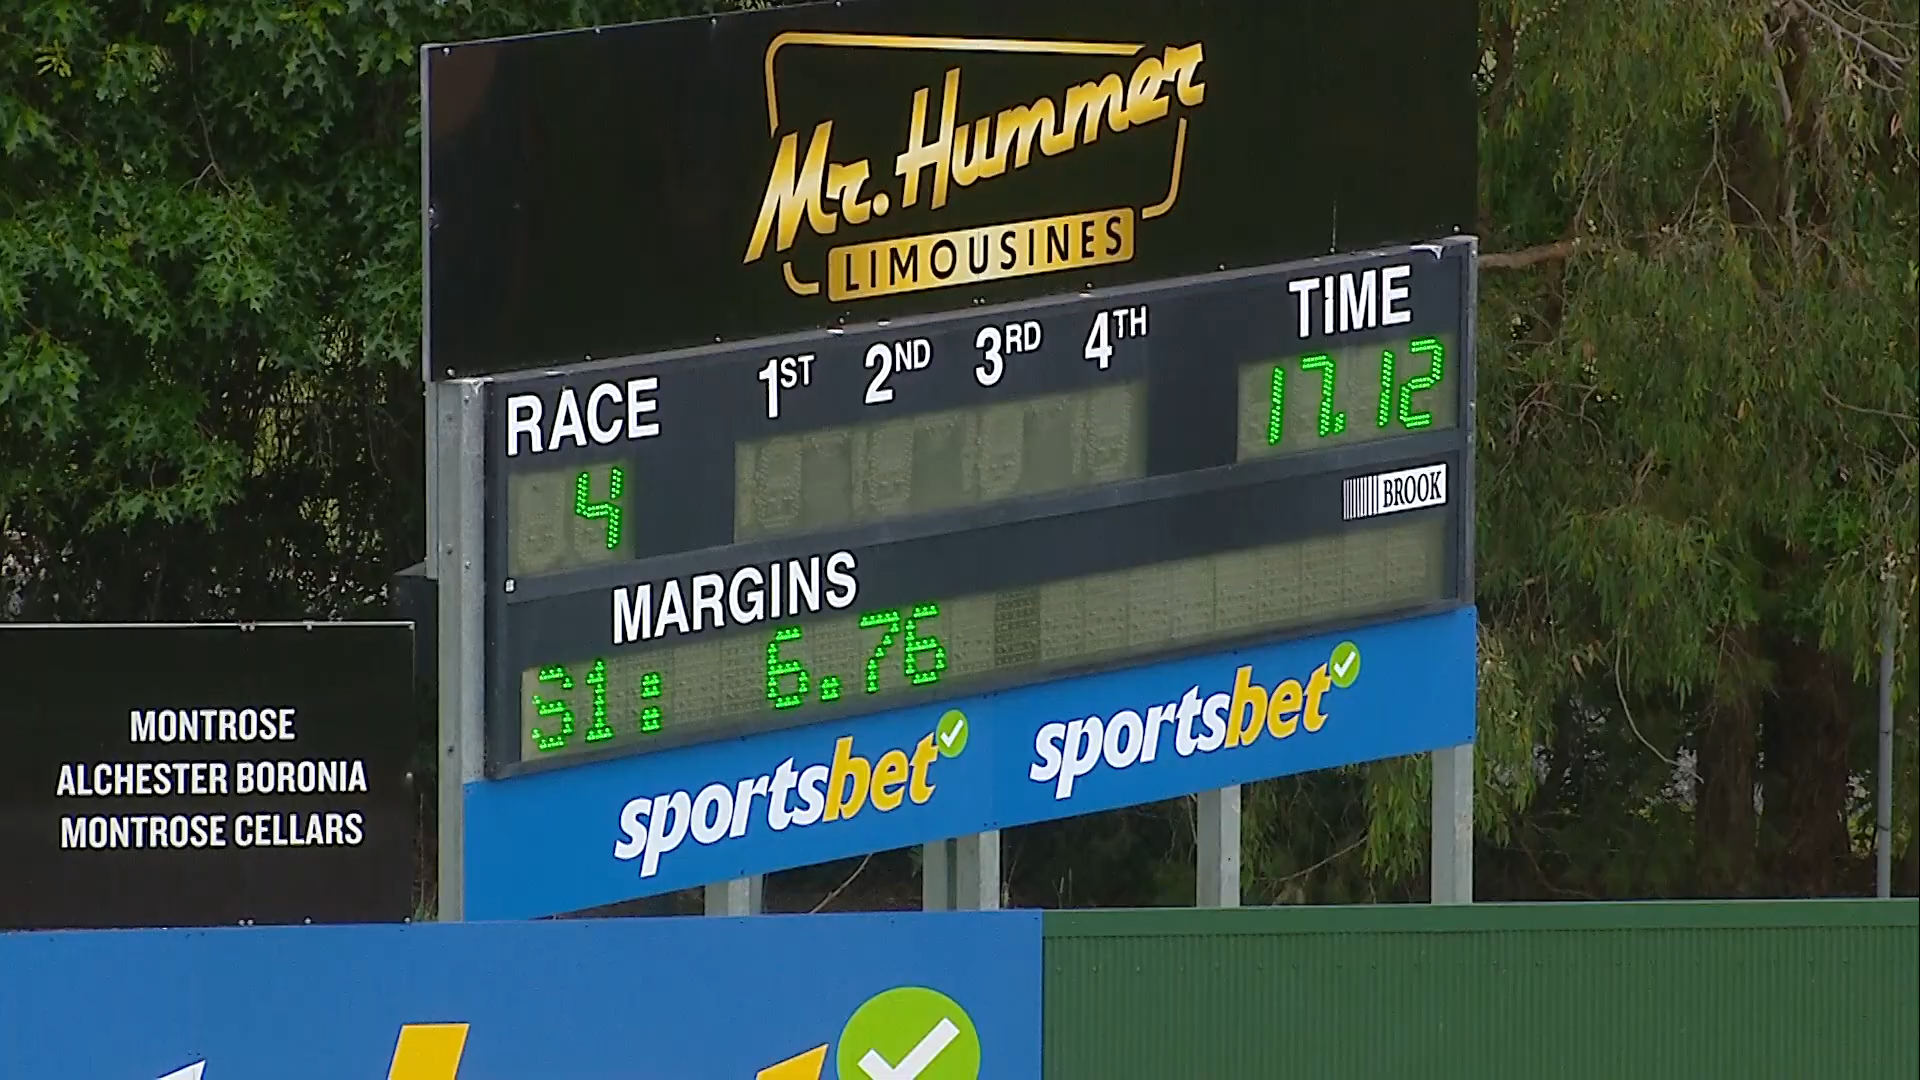 Mr. Hummer
LIMOUSINES
RACE 1ST 2ND 3RD 4TH TIME
4 17.12
BROOK
MARGINS
S1: 6.76
sportsbet sportsbet
MONTROSE
ALCHESTER BORONIA
MONTROSE CELLARS